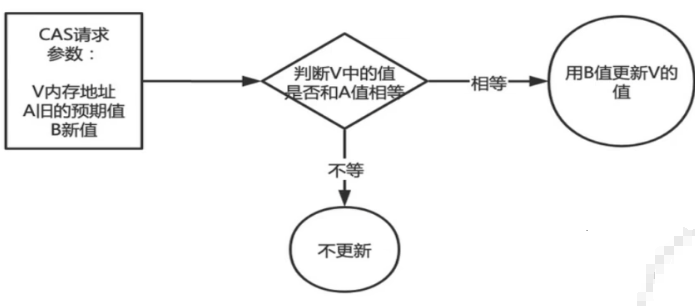 CAS请求
参数：
V内存地址
A旧的预期值
B新值
判断V中的值
是否和A值相等
相等
用B值更新V的
值
不等
不更新